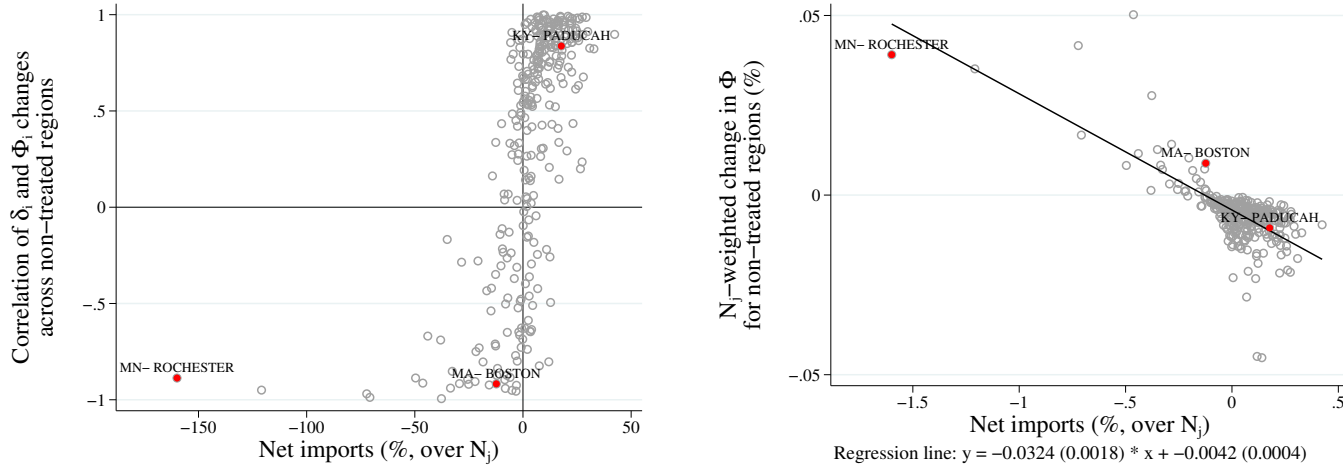 Correlation of δi and Φi changes
across non−treated regions
1
.5
0
−.5
−1
KY− PADUCAH
MN− ROCHESTER
MA− BOSTON
−150
−100
−50
0
50
Net imports (%, over Nj)
Nj−weighted change in Φ
for non−treated regions (%)
.05
0
−.05
MN− ROCHESTER
MA− BOSTON
KY− PADUCAH
−1.5
−1
−.5
0
.5
Net imports (%, over Nj)
Regression line: y = −0.0324 (0.0018) * x + −0.0042 (0.0004)